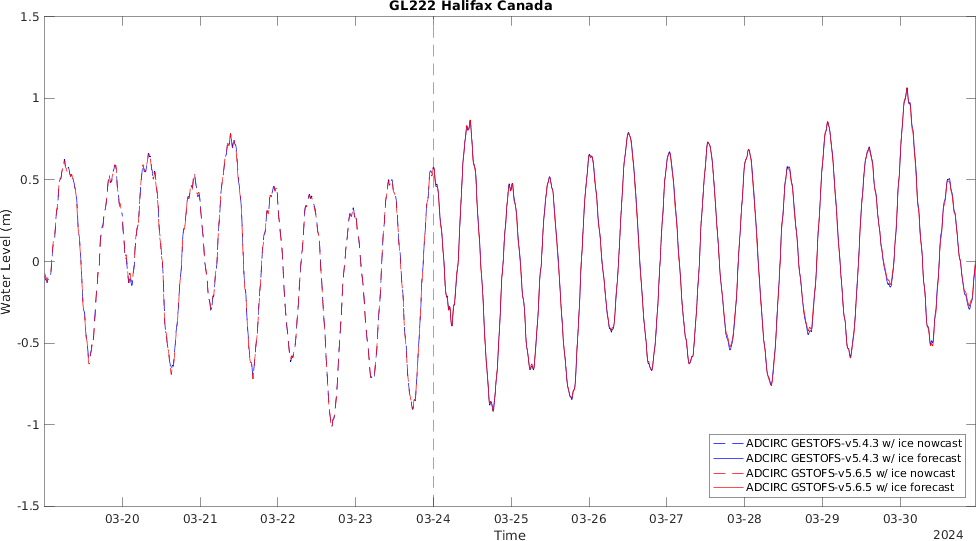 GL222 Halifax Canada
1.5
1
0.5
0
-0.5
-1
-1.5
Water Level (m)
ADCIRC GESTOFS-v5.4.3 w/ ice nowcast
ADCIRC GESTOFS-v5.4.3 w/ ice forecast
ADCIRC GSTOFS-v5.6.5 w/ ice nowcast
ADCIRC GSTOFS-v5.6.5 w/ ice forecast
03-20 03-21 03-22 03-23 03-24 03-25 03-26 03-27 03-28 03-29 03-30
Time
2024